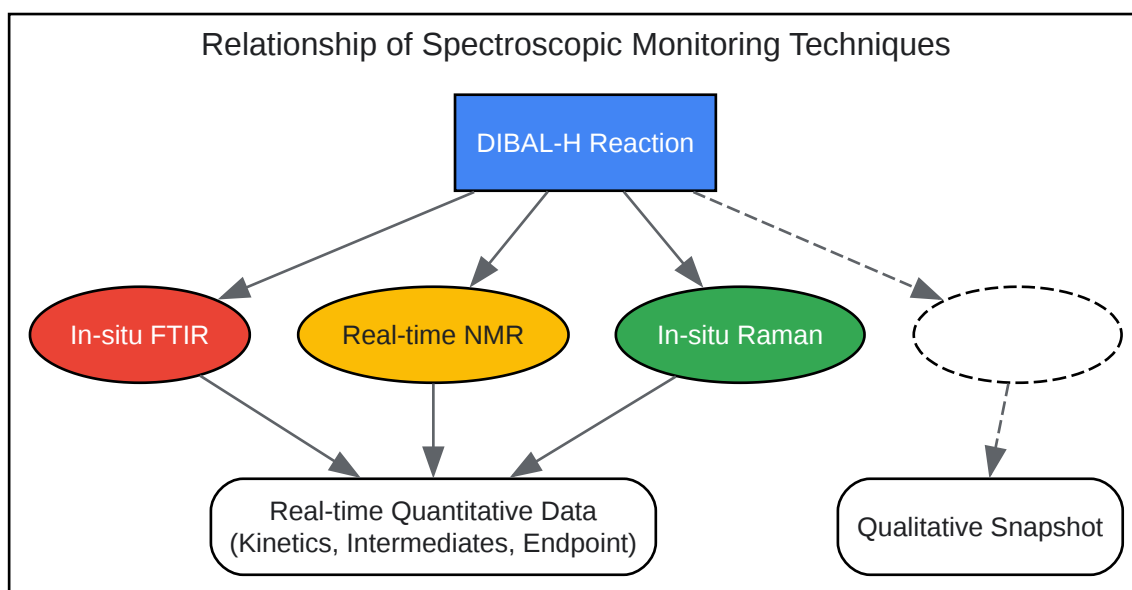 Relationship of Spectroscopic Monitoring Techniques
DIBAL-H Reaction
In-situ FTIR
Real-time NMR
In-situ Raman
Real-time Quantitative Data
(Kinetics, Intermediates, Endpoint)
Qualitative Snapshot